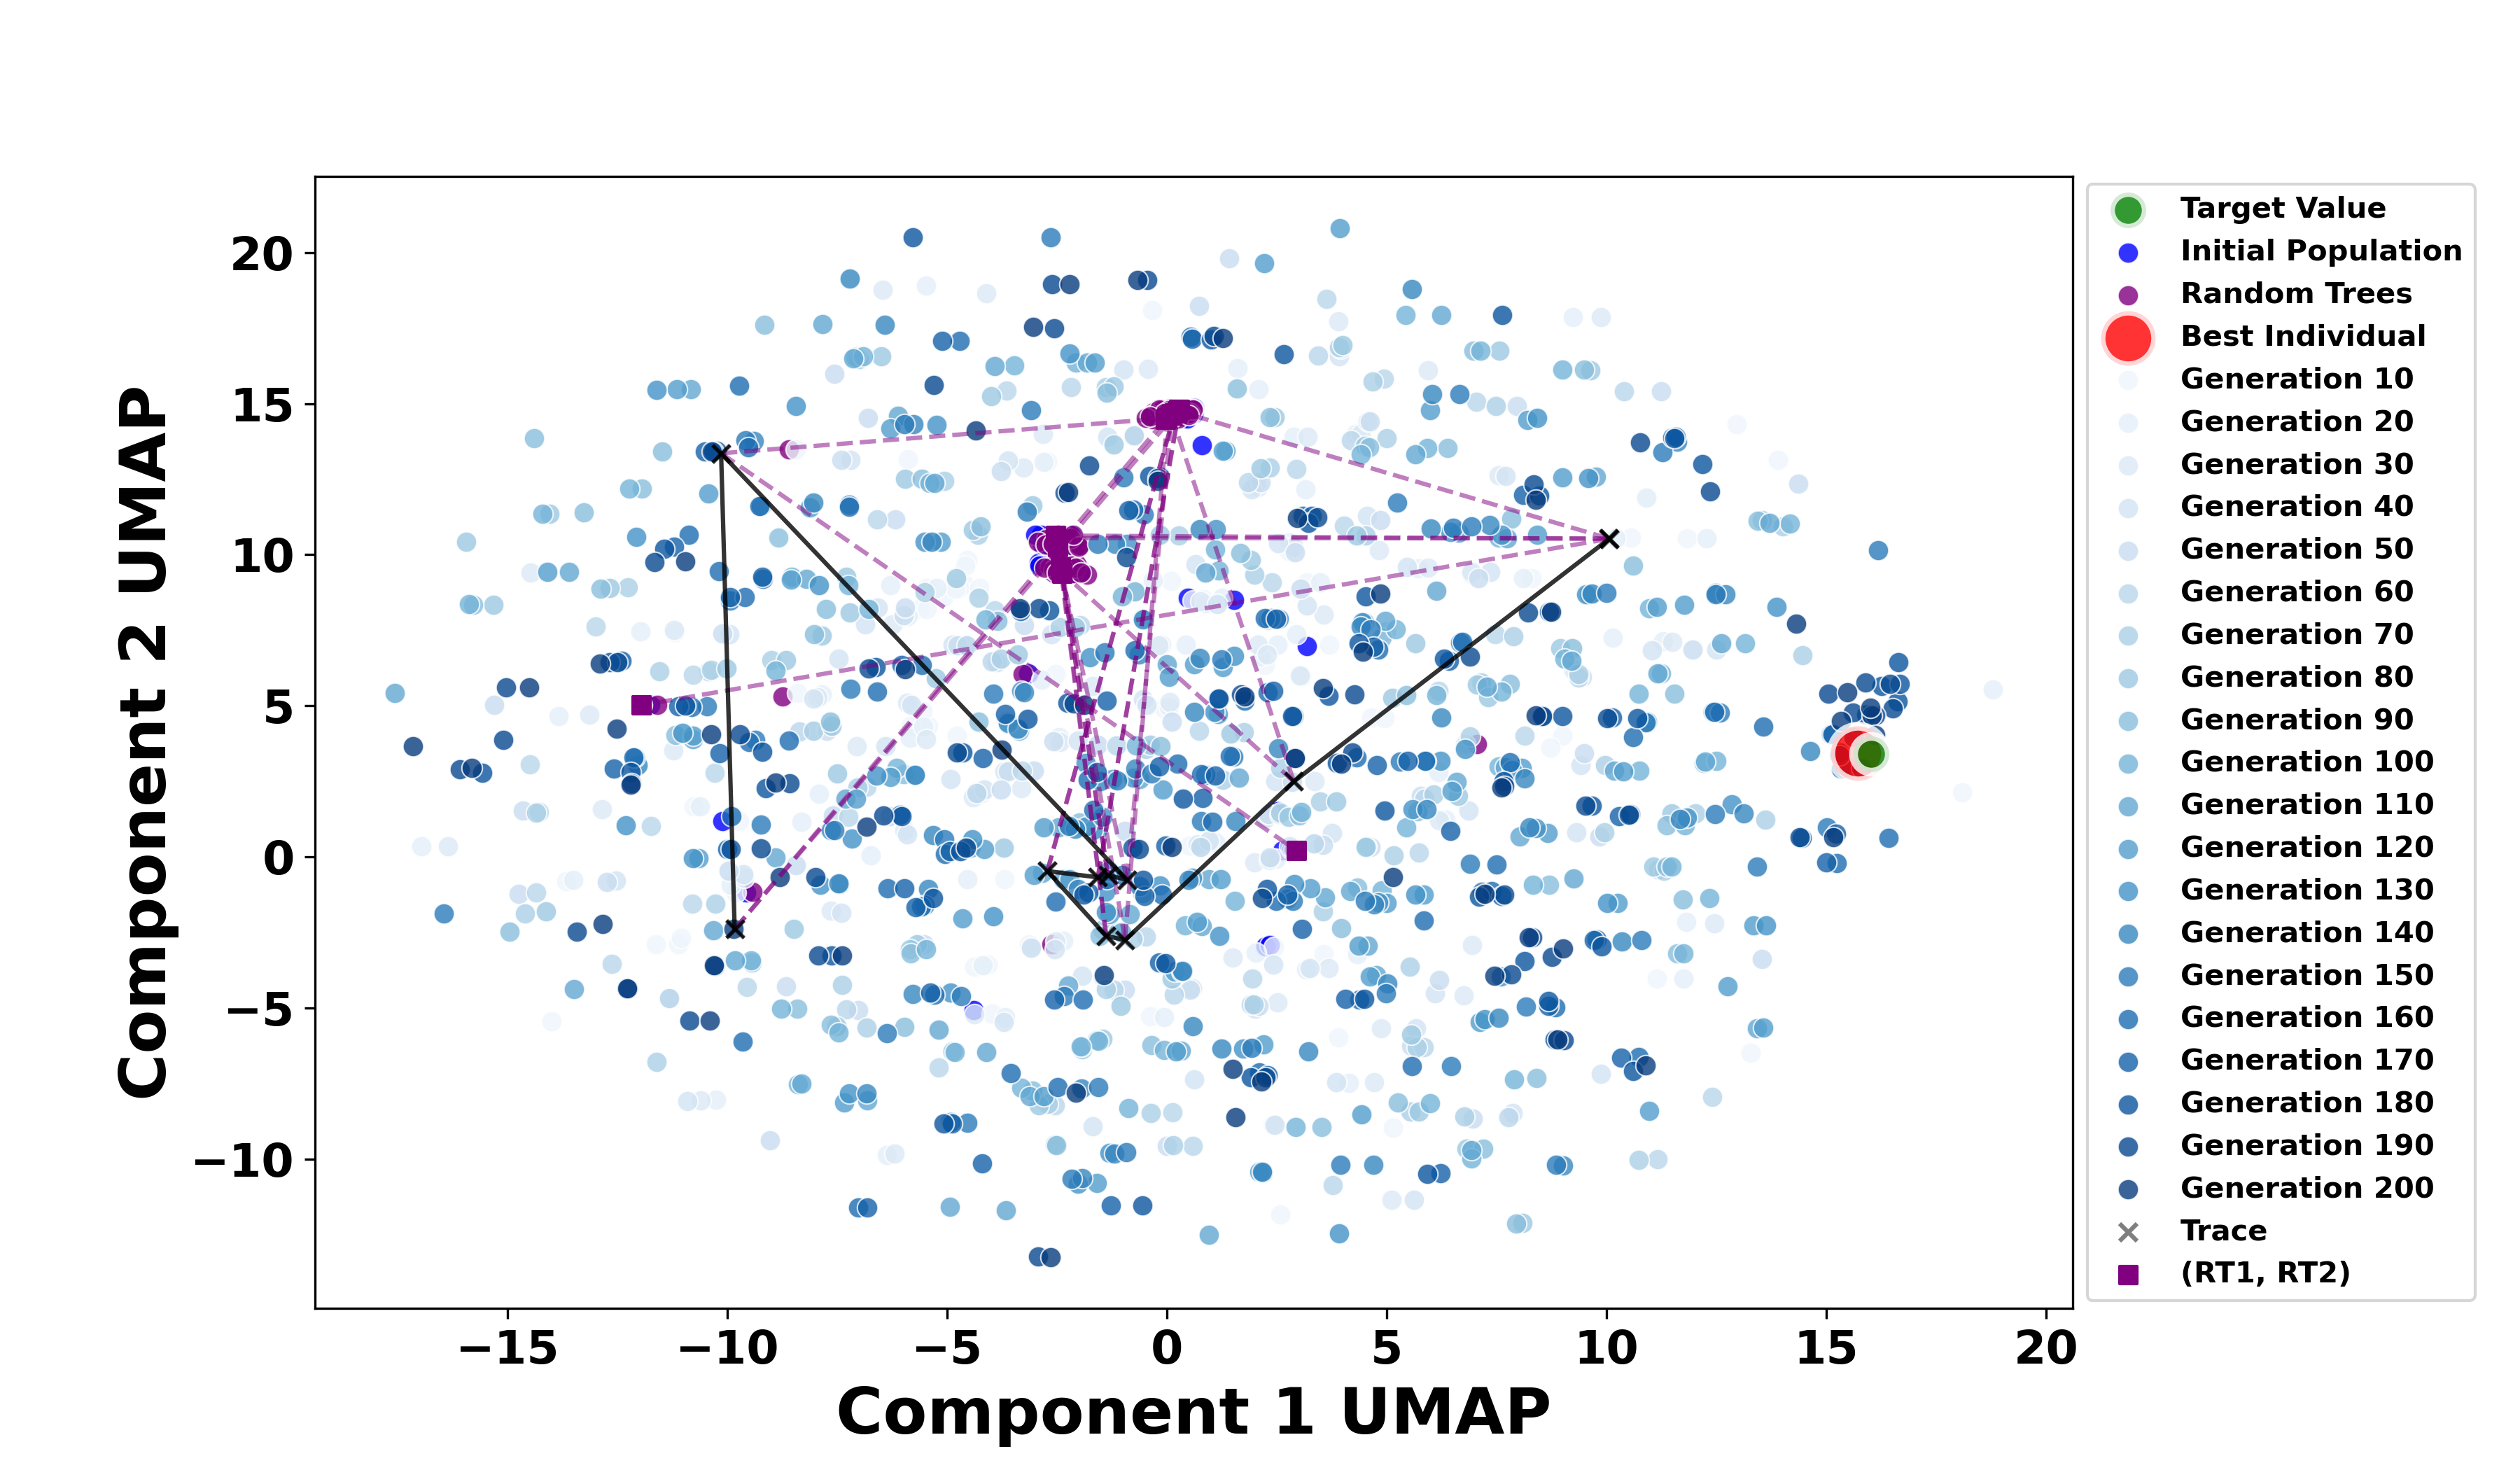 20
15
10
5
0
−5
−10
−15
−10
−5
0
5
10
15
20
Component 1 UMAP
Component 2 UMAP
Target Value
Initial Population
Random Trees
Best Individual
Generation 10
Generation 20
Generation 30
Generation 40
Generation 50
Generation 60
Generation 70
Generation 80
Generation 90
Generation 100
Generation 110
Generation 120
Generation 130
Generation 140
Generation 150
Generation 160
Generation 170
Generation 180
Generation 190
Generation 200
Trace
(RT1, RT2)